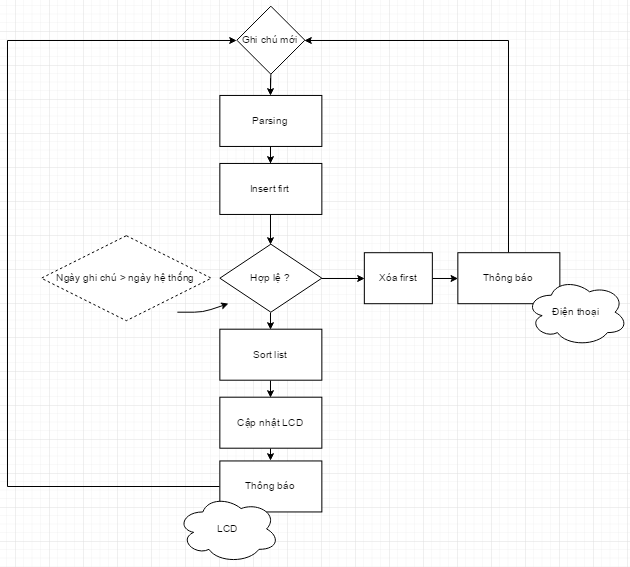 Ghi chú mới
Parsing
Insert firt
Ngày ghi chú > ngày hệ thống
Hợp lệ ?
Xóa first
Thông báo
Điện thoại
Sort list
Cập nhật LCD
Thông báo
LCD